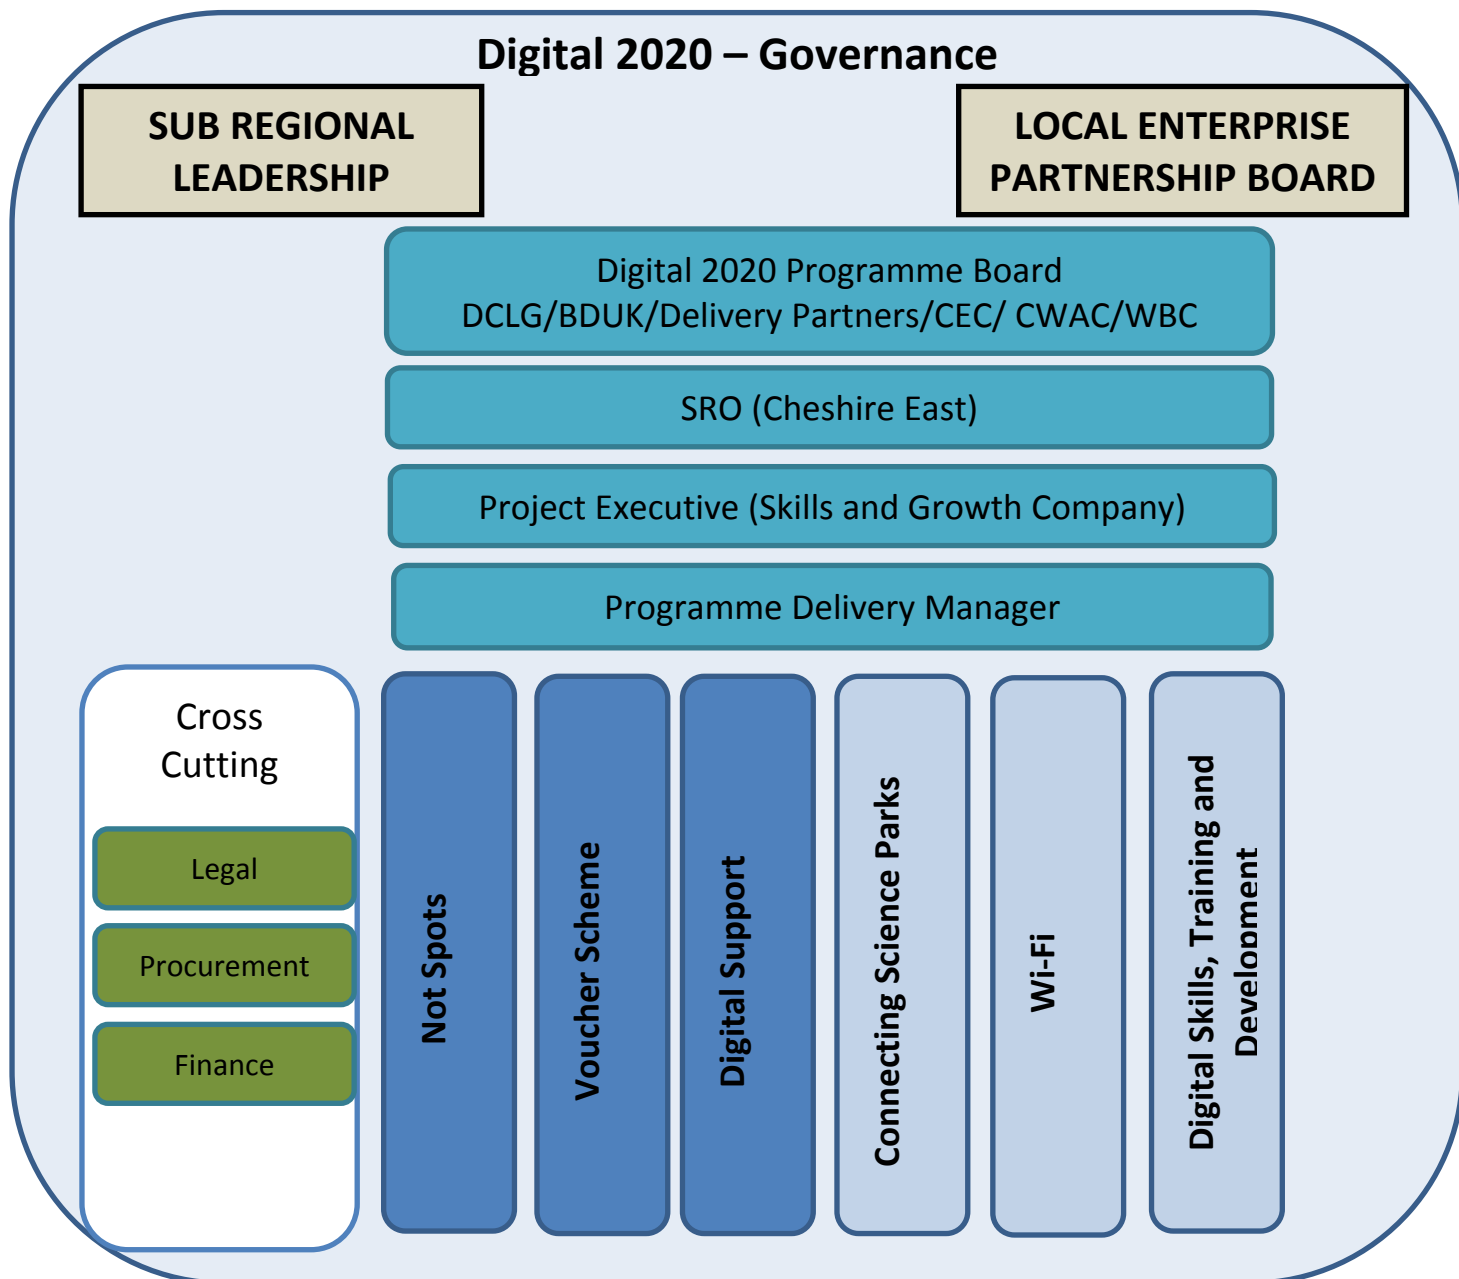 Digital 2020 – Governance
SUB REGIONAL
LEADERSHIP
LOCAL ENTERPRISE
PARTNERSHIP BOARD
Digital 2020 Programme Board
DCLG/BDUK/Delivery Partners/CEC/ CWAC/WBC
SRO (Cheshire East)
Project Executive (Skills and Growth Company)
Programme Delivery Manager
Cross
Cutting
Legal
Procurement
Finance
Not Spots
Voucher Scheme
Digital Support
Connecting Science Parks
Wi-Fi
Digital Skills, Training and
Development